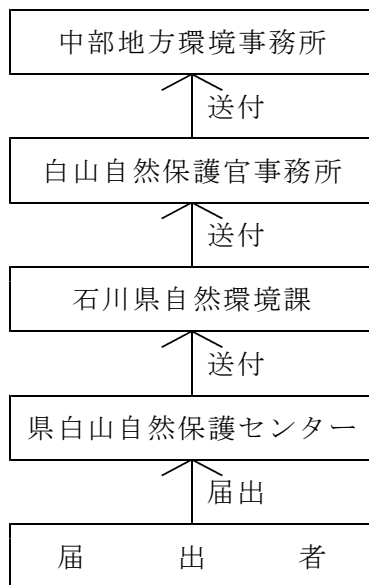 中部地方環境事務所
送付
白山自然保護官事務所
送付
石川県自然環境課
送付
県白山自然保護センター
届出
届出者